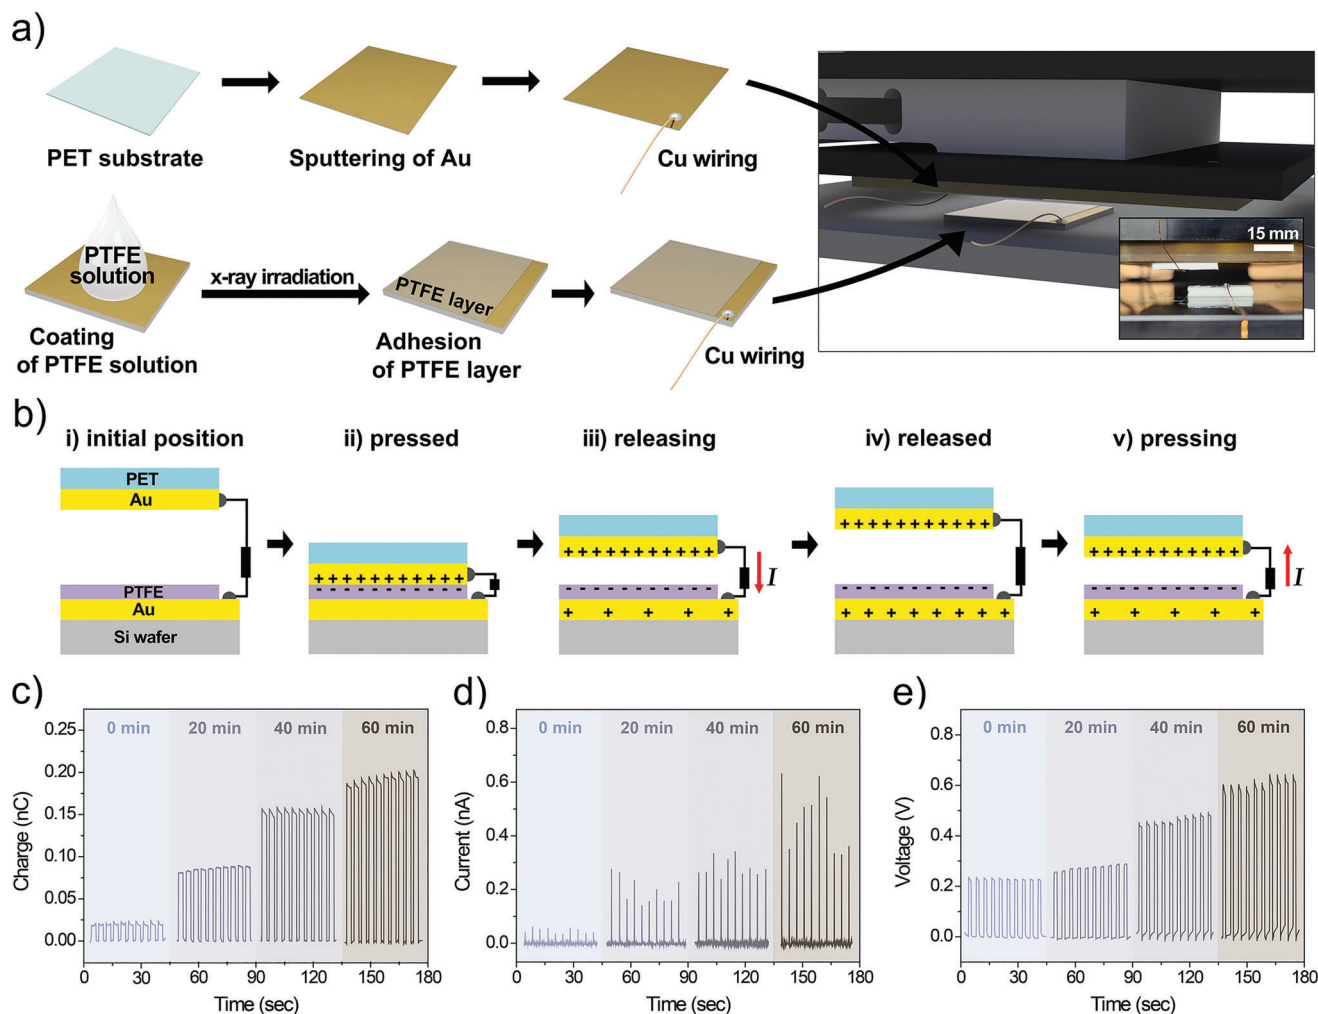 a)
PET substrate
Sputtering of Au
Cu wiring
PTFE
solution
x-ray irradiation
PTFE layer
Coating
of PTFE solution
Adhesion
of PTFE layer
Cu wiring
15 mm
b)
i) initial position
ii) pressed
iii) releasing
iv) released
v) pressing
PET
Au
PTFE
Au
Si wafer
+ + + + + + + + + +
- - - - - - - - - -
+ + + + + + + + + + +
I
- - - - - - - - - -
+ + + + +
+ + + + + + + + + + +
- - - - - - - - - -
+ + + + + + + +
+ + + + + + + + + + +
I
- - - - - - - - - -
+ + + + +
c)
0 min 20 min 40 min 60 min
Charge (nC)
0.25
0.20
0.15
0.10
0.05
0.00
0 30 60 90 120 150 180
Time (sec)
d)
0 min 20 min 40 min 60 min
Current (nA)
0.8
0.6
0.4
0.2
0.0
0 30 60 90 120 150 180
Time (sec)
e)
0 min 20 min 40 min 60 min
Voltage (V)
0.8
0.6
0.4
0.2
0.0
0 30 60 90 120 150 180
Time (sec)